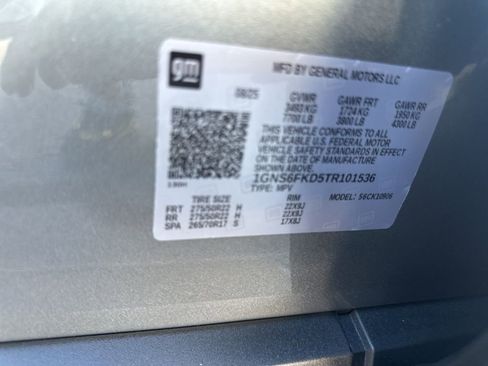 gm
MFD BY GENERAL MOTORS LLC
08/25 GVWR GAWR FRT GAWR RR
3493 KG 1724 KG 1950 KG
7700 LB 3800 LB 4300 LB
THIS VEHICLE CONFORMS TO ALL
APPLICABLE U.S. FEDERAL MOTOR
VEHICLE SAFETY STANDARDS IN EFFECT
ON THE DATE OF MANUFACTURE
1GNS6FKD5TR101536
TYPE: MPV MODEL: S6CK10906
TIRE SIZE RIM
FRT 275/50R22 H 22X9J
RR 275/50R22 H 22X9J
SPA 265/70R17 S 17X8J